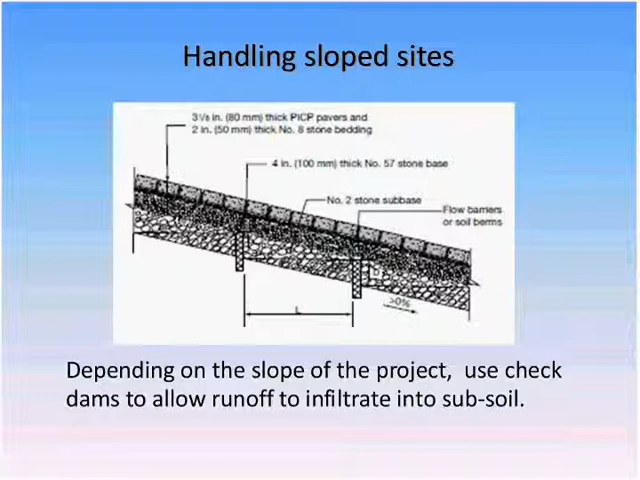 Handling sloped sites
3⅛ in. (80 mm) thick PICP pavers and
2 in. (50 mm) thick No. 8 stone bedding
4 in. (100 mm) thick No. 57 stone base
No. 2 stone subbase
Flow barriers
or soil berms
D
>0%
L
Depending on the slope of the project,  use check
dams to allow runoff to infiltrate into sub-soil.